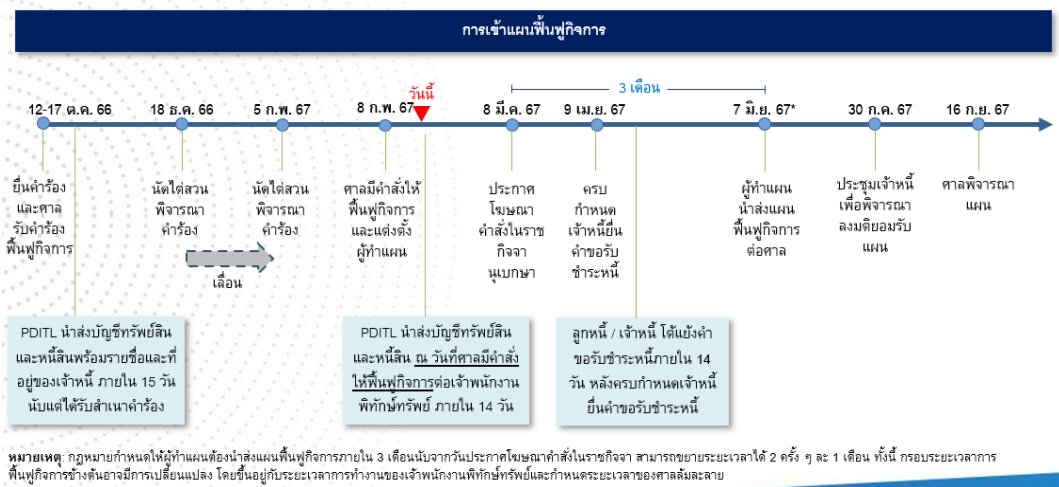 การเข้าแผนฟื้นฟูกิจการ
วันนี้
3 เดือน
12-17 ต.ค. 66
18 ธ.ค. 66
5 ก.พ. 67
8 ก.พ. 67
8 มี.ค. 67
9 เม.ย. 67
7 มิ.ย. 67*
30 ก.ค. 67
16 ก.ย. 67
ยื่นคำร้อง
และศาล
รับคำร้อง
ฟื้นฟูกิจการ
นัดไต่สวน
พิจารณา
คำร้อง
นัดไต่สวน
พิจารณา
คำร้อง
เลื่อน
ศาลมีคำสั่งให้
ฟื้นฟูกิจการ
และแต่งตั้ง
ผู้ทำแผน
ประกาศ
โฆษณา
คำสั่งในราช
กิจจา
นุเบกษา
ครบ
กำหนด
เจ้าหนี้ยื่น
คำขอรับ
ชำระหนี้
ผู้ทำแผน
นำส่งแผน
ฟื้นฟูกิจการ
ต่อศาล
ประชุมเจ้าหนี้
เพื่อพิจารณา
ลงมติยอมรับ
แผน
ศาลพิจารณา
แผน
PDITL นำส่งบัญชีทรัพย์สิน
และหนี้สินพร้อมรายชื่อและที่
อยู่ของเจ้าหนี้ ภายใน 15 วัน
นับแต่ได้รับสำเนาคำร้อง
PDITL นำส่งบัญชีทรัพย์สิน
และหนี้สิน ณ วันที่ศาลมีคำสั่ง
ให้ฟื้นฟูกิจการต่อเจ้าพนักงาน
พิทักษ์ทรัพย์ ภายใน 14 วัน
ลูกหนี้ / เจ้าหนี้ โต้แย้งคำ
ขอรับชำระหนี้ภายใน 14
วัน หลังครบกำหนดเจ้าหนี้
ยื่นคำขอรับชำระหนี้
หมายเหตุ: กฎหมายกำหนดให้ผู้ทำแผนต้องนำส่งแผนฟื้นฟูกิจการภายใน 3 เดือนนับจากวันประกาศโฆษณาคำสั่งในราชกิจจา สามารถขยายระยะเวลาได้ 2 ครั้ง ๆ ละ 1 เดือน ทั้งนี้ กรอบระยะเวลาการ
ฟื้นฟูกิจการข้างต้นอาจมีการเปลี่ยนแปลง โดยขึ้นอยู่กับระยะเวลาการทำงานของเจ้าพนักงานพิทักษ์ทรัพย์และกำหนดระยะเวลาของศาลล้มละลาย